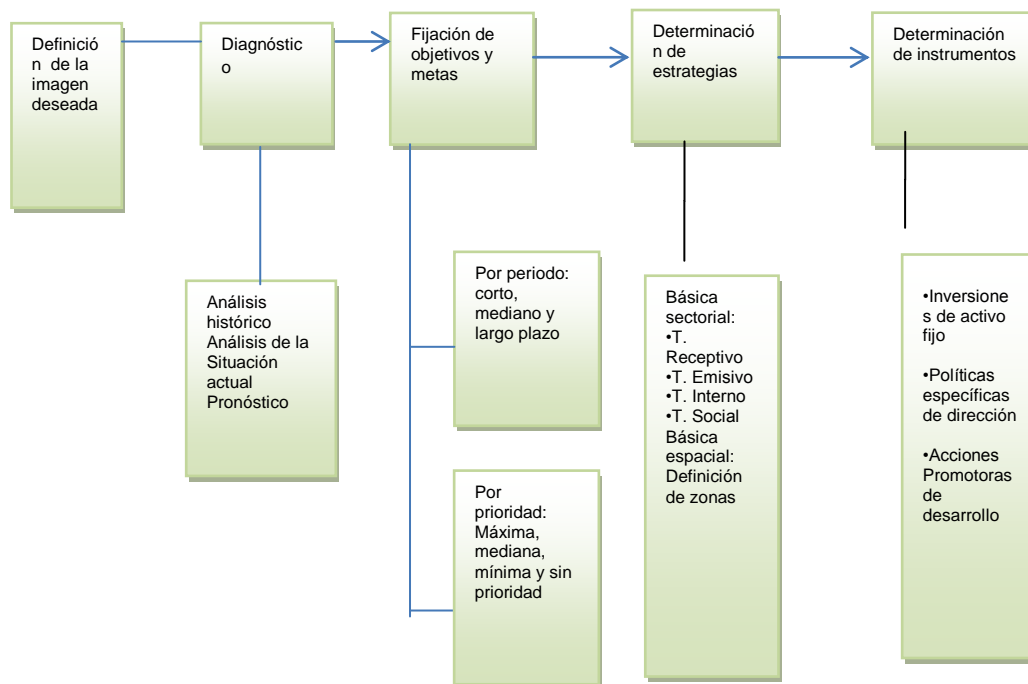 Definició
n de la
imagen
deseada
Diagnóstic
o
Fijación de
objetivos y
metas
Determinació
n de
estrategias
Determinación
de instrumentos
Análisis
histórico
Análisis de la
Situación
actual
Pronóstico
Por periodo:
corto,
mediano y
largo plazo
Por
prioridad:
Máxima,
mediana,
mínima y sin
prioridad
Básica
sectorial:
•T.
Receptivo
•T. Emisivo
•T. Interno
•T. Social
Básica
espacial:
Definición
de zonas
•Inversione
s de activo
fijo
•Políticas
específicas
de dirección
•Acciones
Promotoras
de
desarrollo